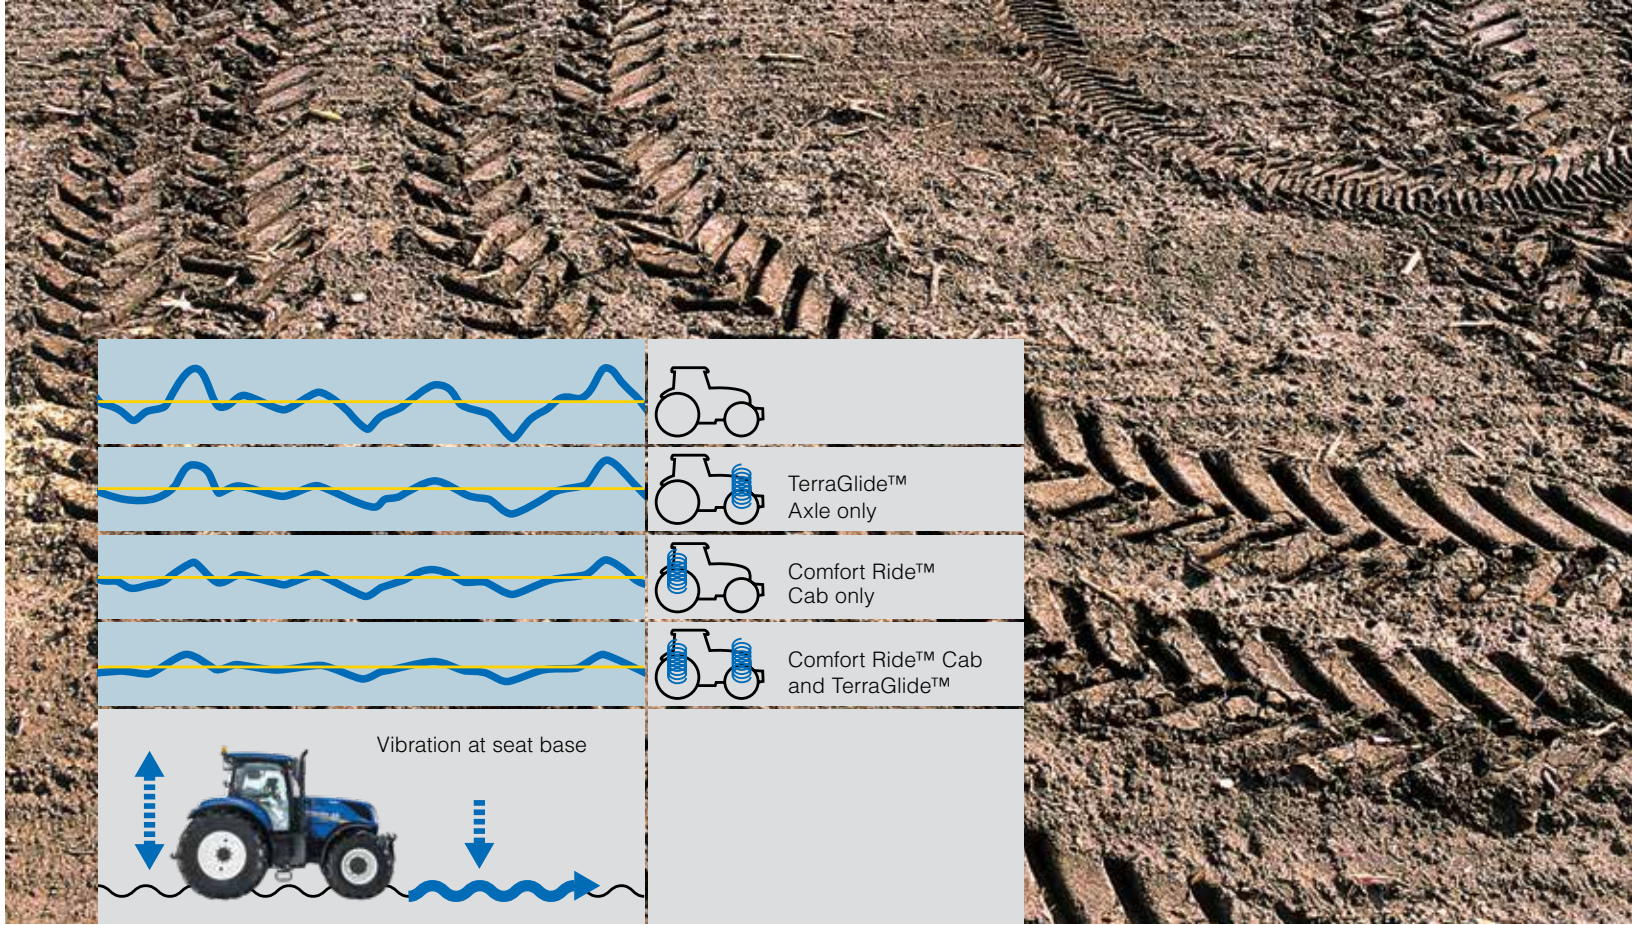 TerraGlide™
Axle only
Comfort Ride™
Cab only
Comfort Ride™ Cab
and TerraGlide™
Vibration at seat base